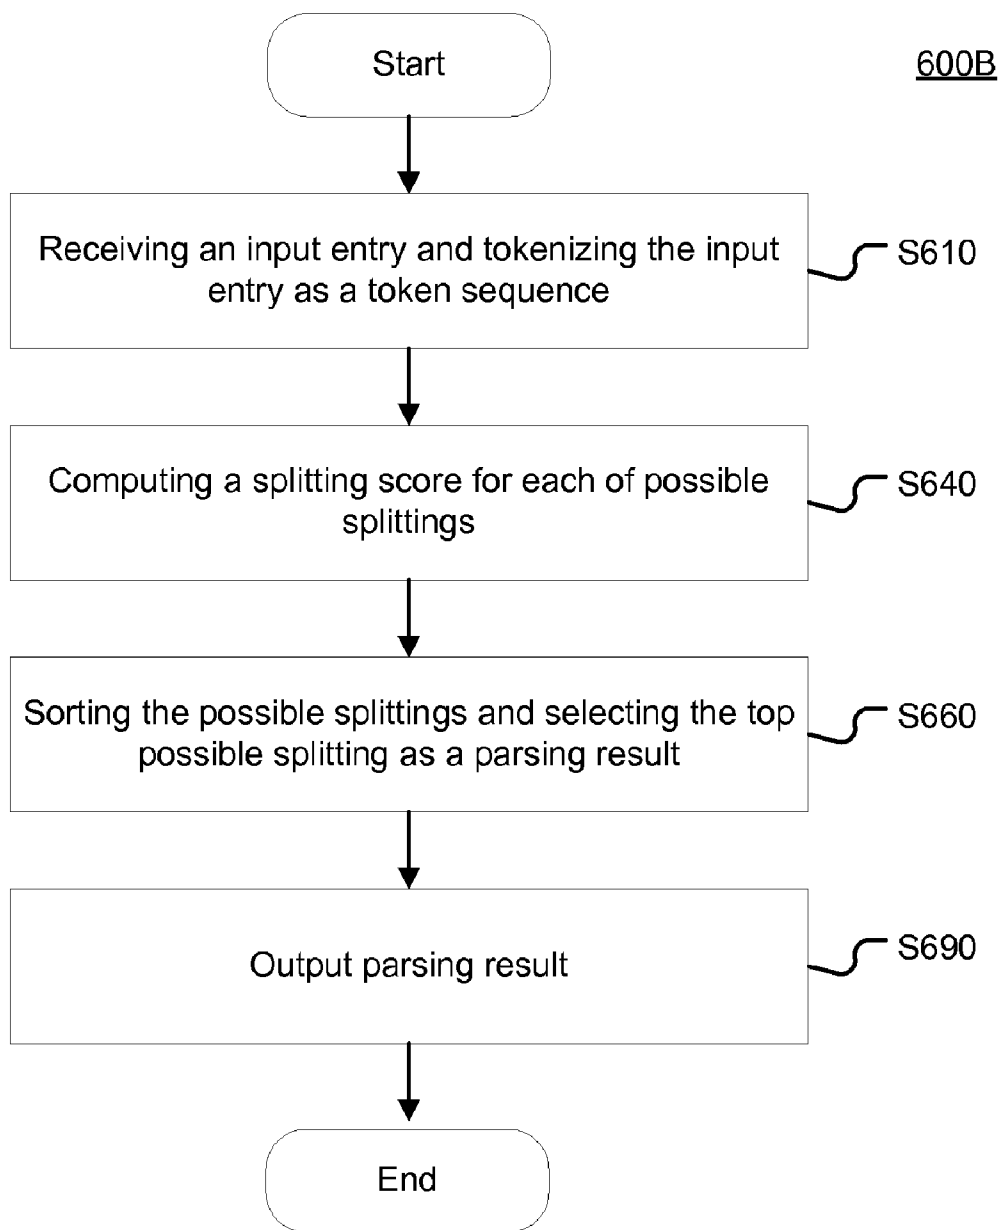 Start
600B
Receiving an input entry and tokenizing the input
entry as a token sequence
S610
Computing a splitting score for each of possible
splittings
S640
Sorting the possible splittings and selecting the top
possible splitting as a parsing result
S660
Output parsing result
S690
End